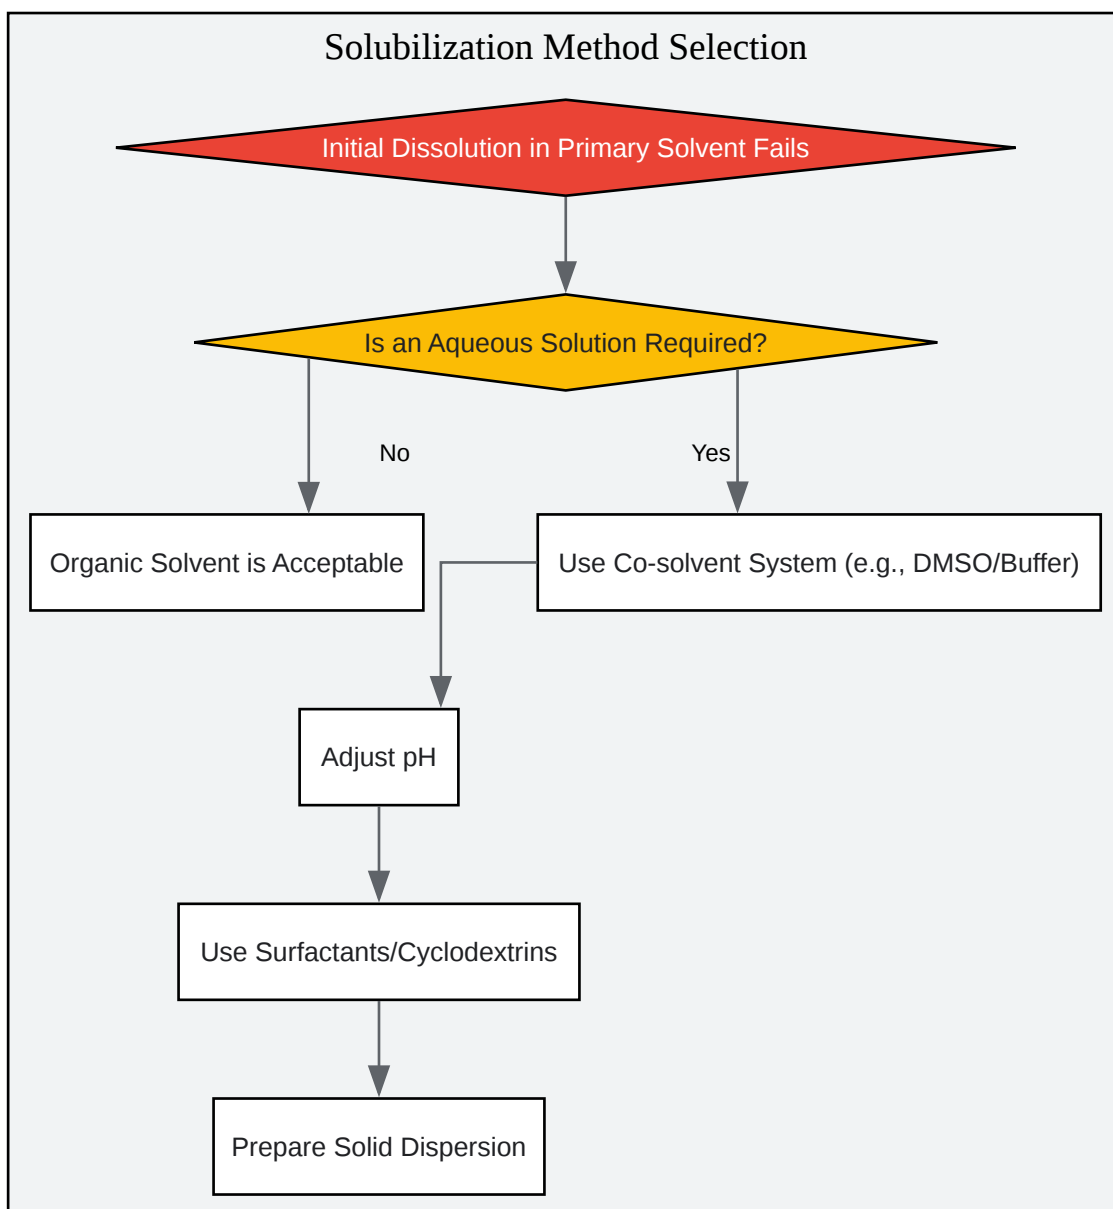 Solubilization Method Selection
Initial Dissolution in Primary Solvent Fails
Is an Aqueous Solution Required?
No
Yes
Organic Solvent is Acceptable
Use Co-solvent System (e.g., DMSO/Buffer)
Adjust pH
Use Surfactants/Cyclodextrins
Prepare Solid Dispersion